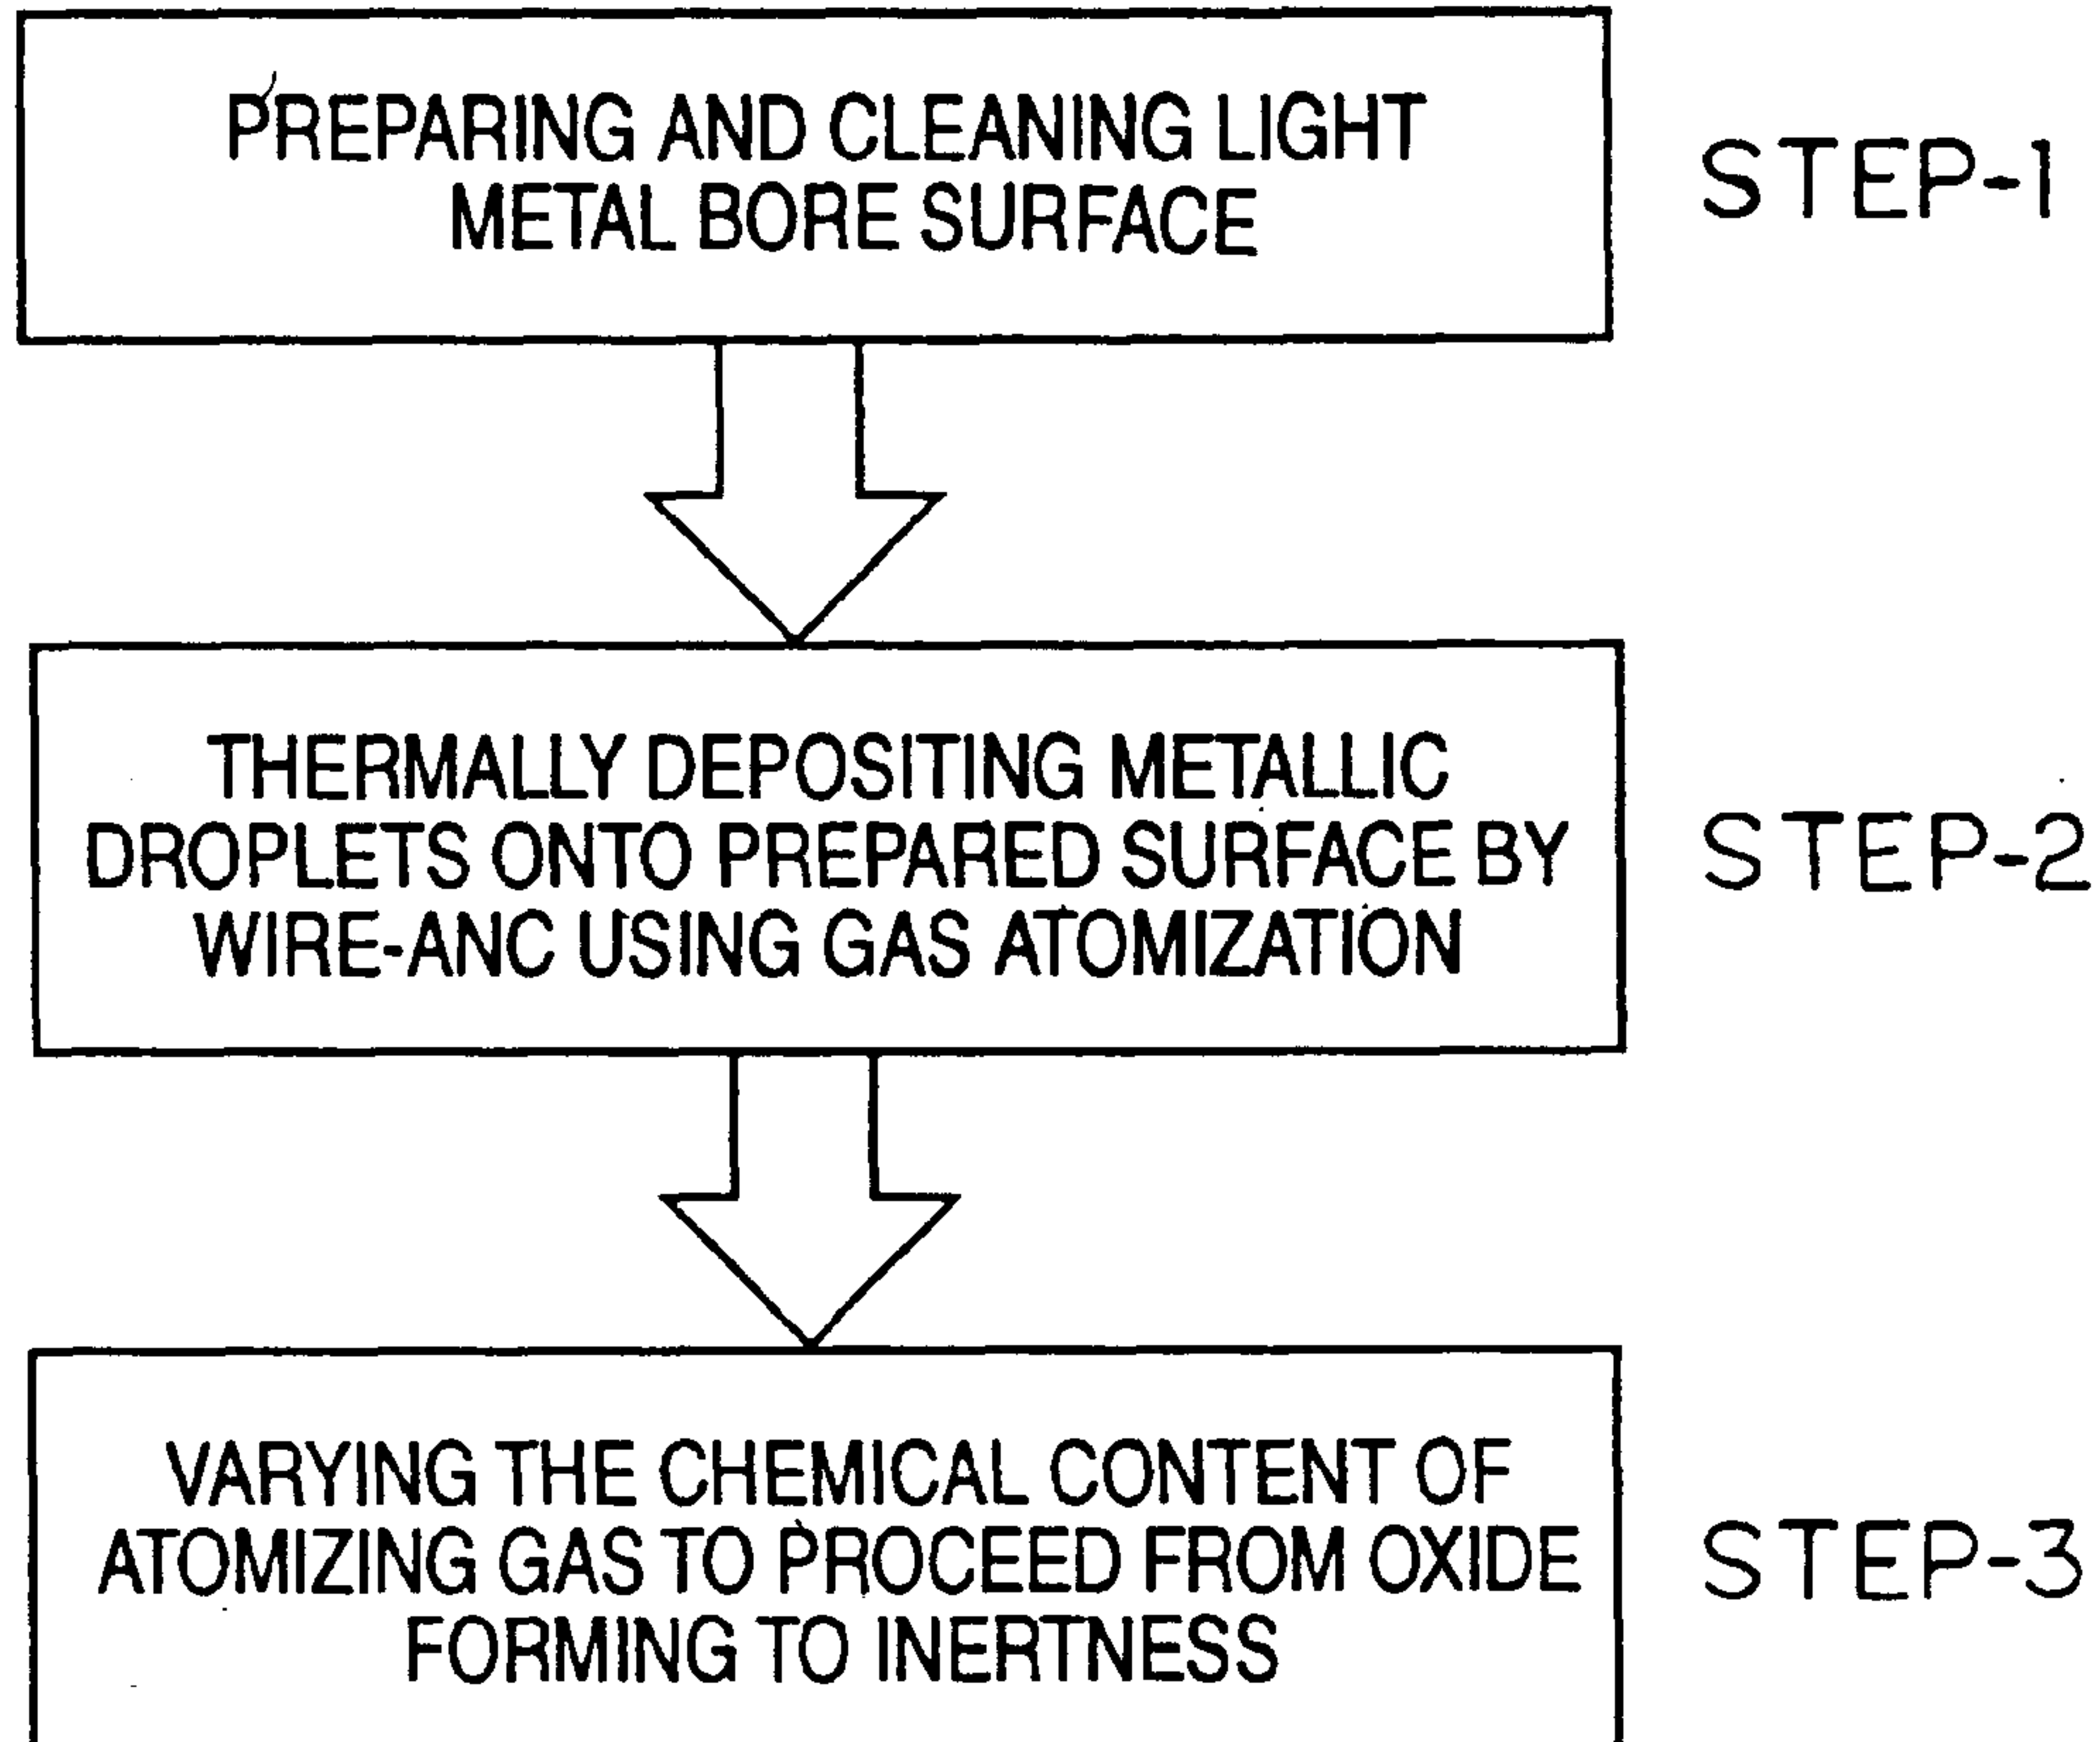 PREPARING AND CLEANING LIGHT
METAL BORE SURFACE
STEP-1
THERMALLY DEPOSITING METALLIC
DROPLETS ONTO PREPARED SURFACE BY
WIRE-ANC USING GAS ATOMIZATION
STEP-2
VARYING THE CHEMICAL CONTENT OF
ATOMIZING GAS TO PROCEED FROM OXIDE
FORMING TO INERTNESS
STEP-3